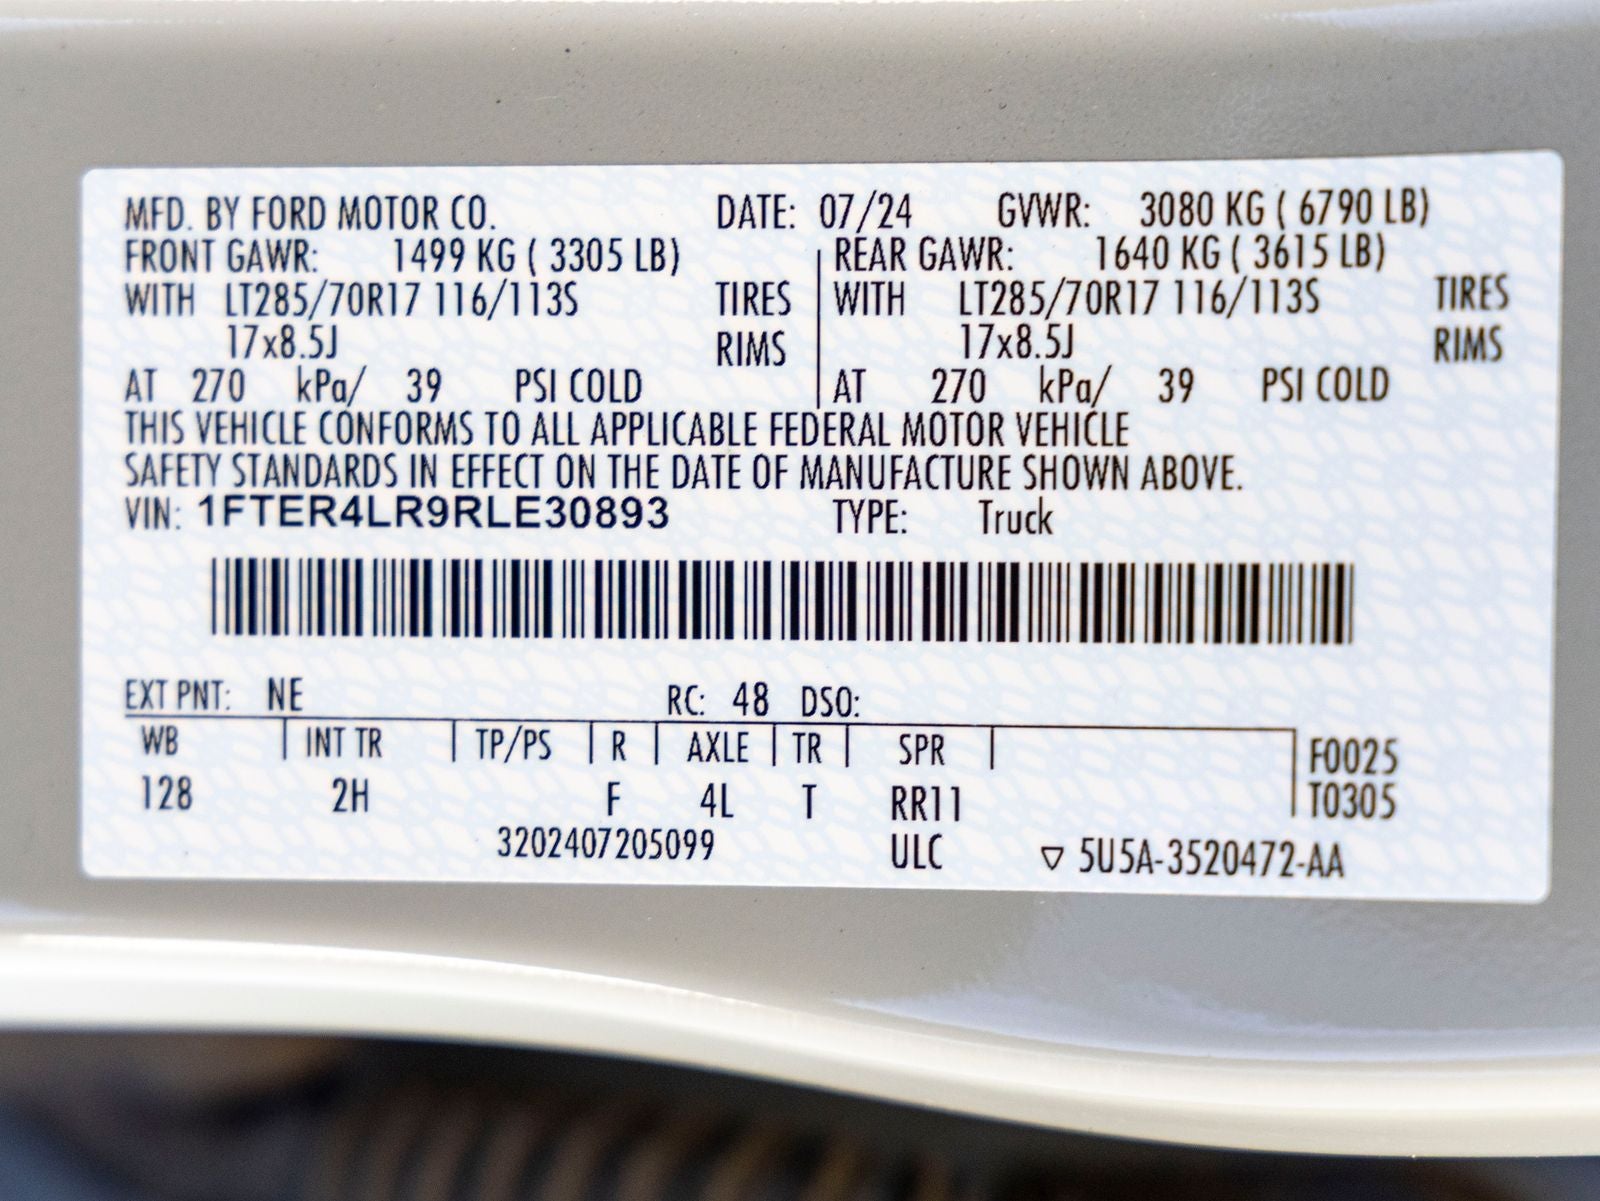 MFD. BY FORD MOTOR CO. DATE: 07/24 GVWR: 3080 KG ( 6790 LB)
FRONT GAWR: 1499 KG ( 3305 LB) REAR GAWR: 1640 KG ( 3615 LB)
WITH LT285/70R17 116/113S TIRES WITH LT285/70R17 116/113S TIRES
17x8.5J RIMS 17x8.5J RIMS
AT 270 kPa/ 39 PSI COLD AT 270 kPa/ 39 PSI COLD
THIS VEHICLE CONFORMS TO ALL APPLICABLE FEDERAL MOTOR VEHICLE
SAFETY STANDARDS IN EFFECT ON THE DATE OF MANUFACTURE SHOWN ABOVE.
VIN: 1FTER4LR9RLE30893 TYPE: Truck
EXT PNT: NE RC: 48 DSO:
WB INT TR TP/PS R AXLE TR SPR F0025
128 2H F 4L T RR11 T0305
3202407205099 ULC ▽ 5U5A-3520472-AA